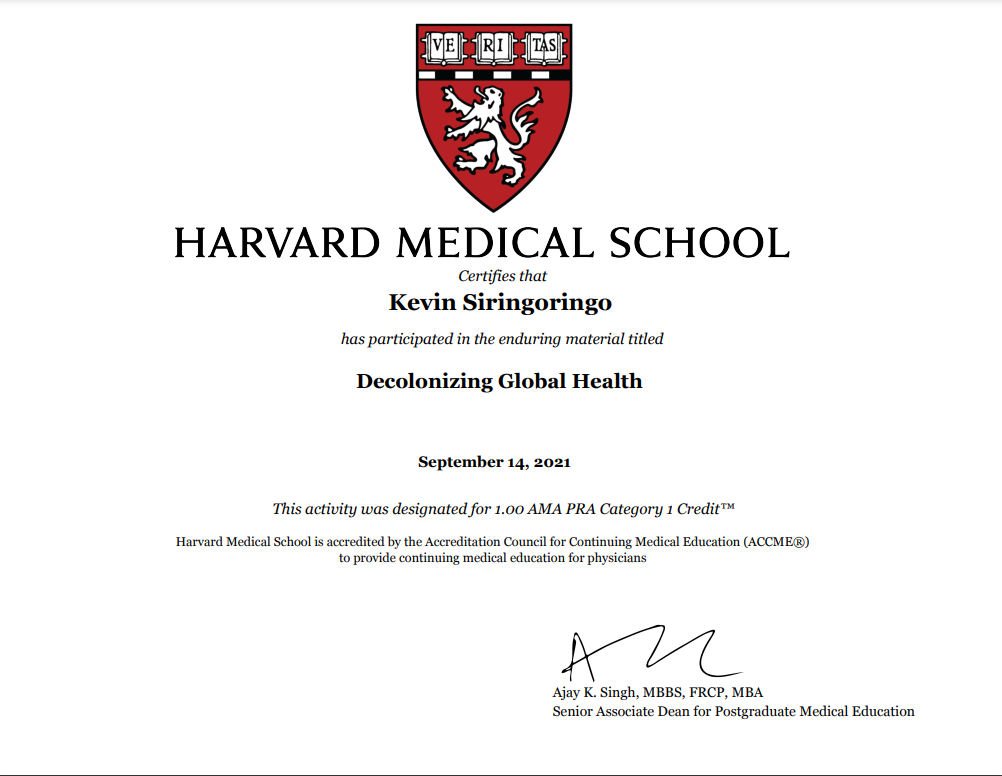 VE RI TAS
HARVARD MEDICAL SCHOOL
Certifies that
Kevin Siringoringo
has participated in the enduring material titled
Decolonizing Global Health
September 14, 2021
This activity was designated for 1.00 AMA PRA Category 1 Credit™
Harvard Medical School is accredited by the Accreditation Council for Continuing Medical Education (ACCME®)
to provide continuing medical education for physicians
Ajay K. Singh, MBBS, FRCP, MBA
Senior Associate Dean for Postgraduate Medical Education